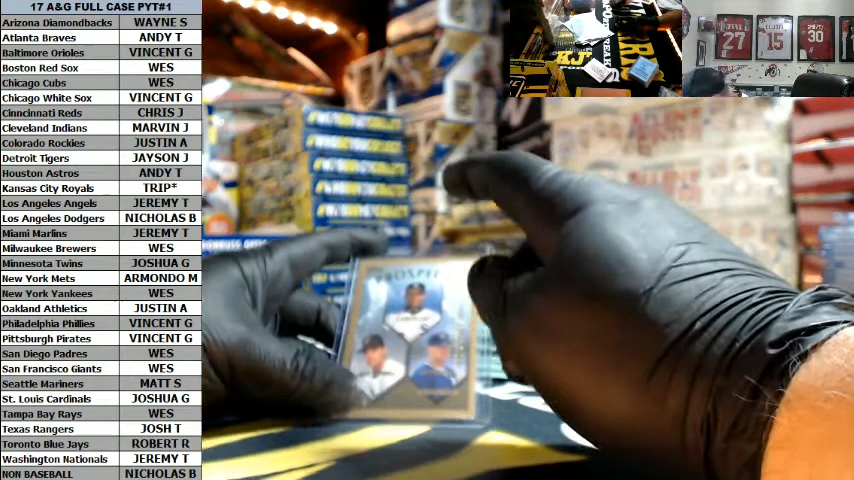 17 A&G FULL CASE PYT#1
Arizona Diamondbacks WAYNE S
Atlanta Braves ANDY T
Baltimore Orioles VINCENT G
Boston Red Sox WES
Chicago Cubs WES
Chicago White Sox VINCENT G
Cinncinati Reds CHRIS J
Cleveland Indians MARVIN J
Colorado Rockies JUSTIN A
Detroit Tigers JAYSON J
Houston Astros ANDY T
Kansas City Royals TRIP*
Los Angeles Angels JEREMY T
Los Angeles Dodgers NICHOLAS B
Miami Marlins JEREMY T
Milwaukee Brewers WES
Minnesota Twins JOSHUA G
New York Mets ARMONDO M
New York Yankees WES
Oakland Athletics JUSTIN A
Philadelphia Phillies VINCENT G
Pittsburgh Pirates VINCENT G
San Diego Padres WES
San Francisco Giants WES
Seattle Mariners MATT S
St. Louis Cardinals JOSHUA G
Tampa Bay Rays WES
Texas Rangers JOSH T
Toronto Blue Jays ROBERT R
Washington Nationals JEREMY T
NON BASEBALL NICHOLAS B
27
15
30